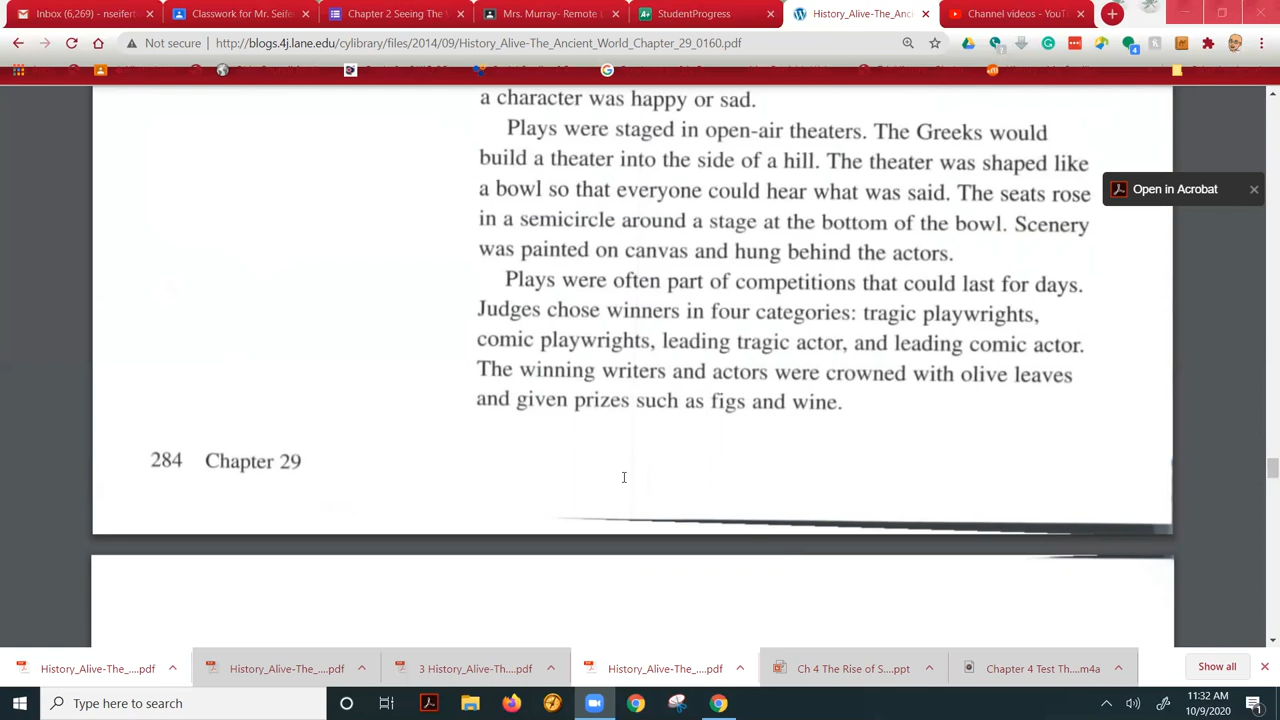 Inbox (6,269) - nseifert
Classwork for Mr. Seife
Chapter 2 Seeing The
Mrs. Murray- Remote L
StudentProgress
History_Alive-The_Anci
Channel videos - YouT
Not secure
http://blogs.4j.lane.edu/cylibrary/files/2014/09/History_Alive-The_Ancient_World_Chapter_29_0160.pdf
a character was happy or sad.
Plays were staged in open-air theaters. The Greeks would
build a theater into the side of a hill. The theater was shaped like
a bowl so that everyone could hear what was said. The seats rose
in a semicircle around a stage at the bottom of the bowl. Scenery
was painted on canvas and hung behind the actors.
Plays were often part of competitions that could last for days.
Judges chose winners in four categories: tragic playwrights,
comic playwrights, leading tragic actor, and leading comic actor.
The winning writers and actors were crowned with olive leaves
and given prizes such as figs and wine.
284 Chapter 29
Open in Acrobat
History_Alive-The_....pdf
History_Alive-The_....pdf
3 History_Alive-Th....pdf
History_Alive-The_....pdf
Ch 4 The Rise of S....ppt
Chapter 4 Test Th....m4a
Show all
Type here to search
11:32 AM
10/9/2020